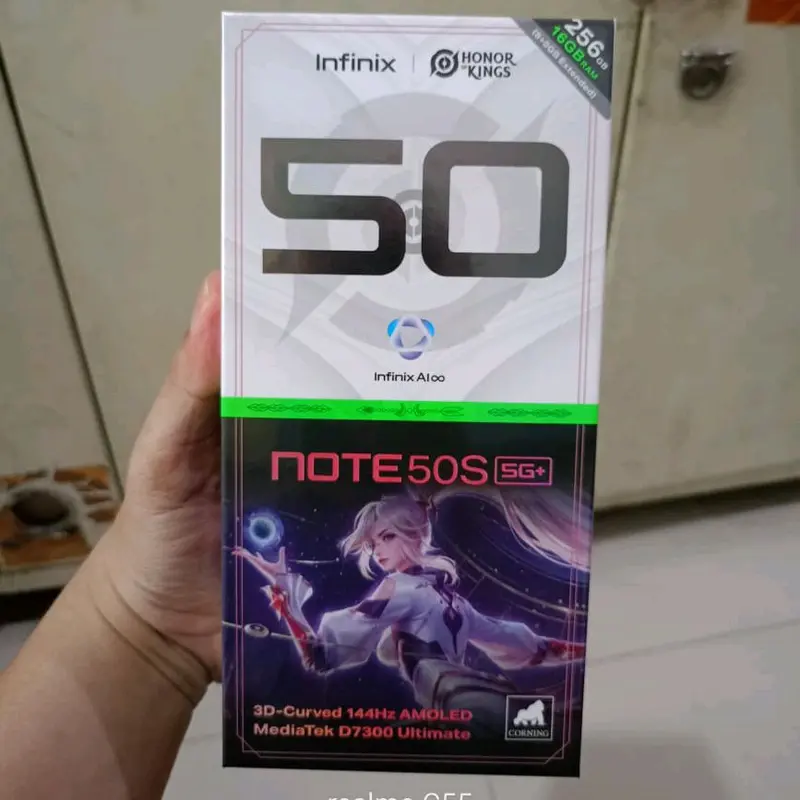 Infinix
HONOR
OF KINGS
256GB
16GB RAM
(8+8GB Extended)
50
Infinix AI∞
NOTE 50S 5G+
3D-Curved 144Hz AMOLED
MediaTek D7300 Ultimate
CORNING